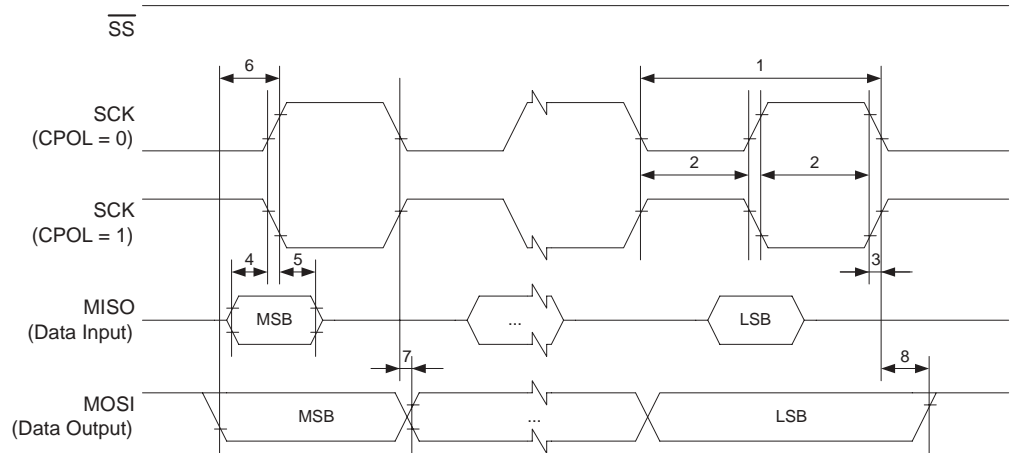 SS
6
1
SCK
(CPOL = 0)
2
2
SCK
(CPOL = 1)
4
5
3
MISO
(Data Input)
MSB
...
LSB
7
8
MOSI
(Data Output)
MSB
...
LSB